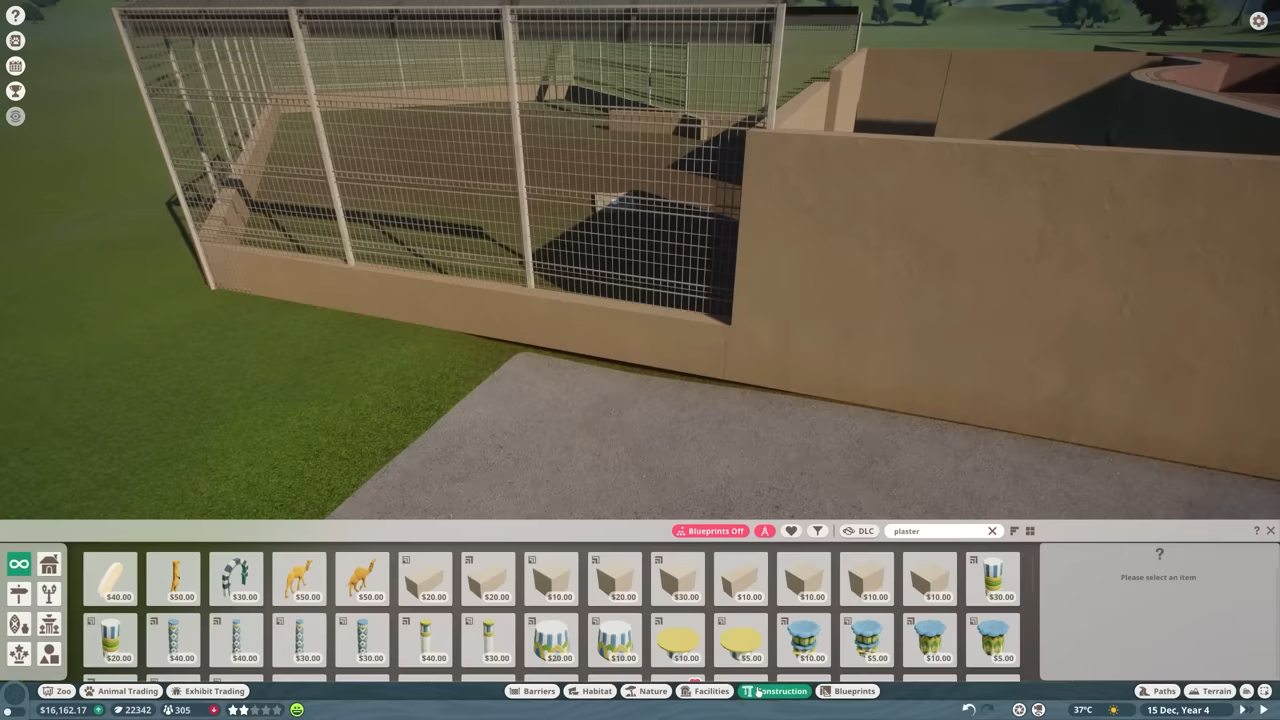 ?
Blueprints Off
DLC
plaster
?
$40.00 $50.00 $30.00 $50.00 $50.00 $20.00 $20.00 $10.00 $20.00 $30.00 $10.00 $10.00 $10.00 $10.00 $30.00
$20.00 $40.00 $40.00 $30.00 $30.00 $40.00 $30.00 $20.00 $10.00 $10.00 $5.00 $10.00 $5.00 $10.00 $5.00
?
Please select an item
Zoo Animal Trading Exhibit Trading Barriers Habitat Nature Facilities Construction Blueprints Paths Terrain
$16,162.17 22342 305 37°C 15 Dec, Year 4